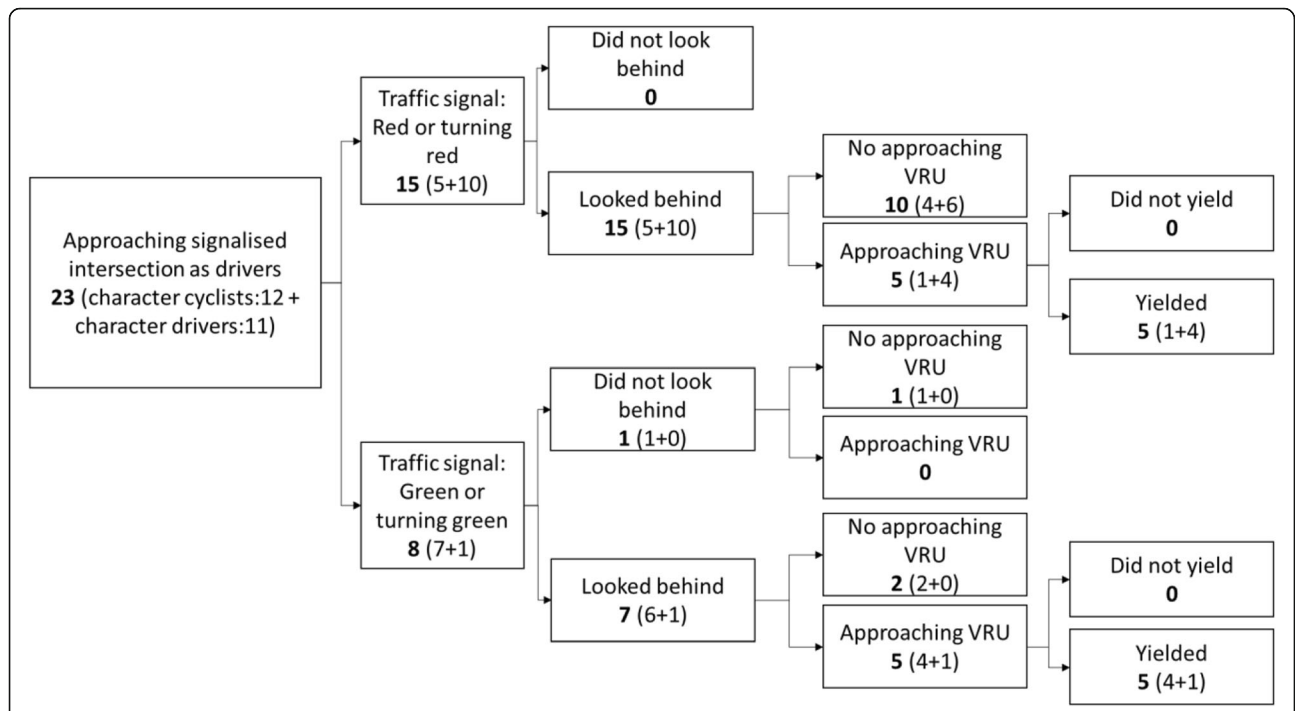 Approaching signalised
intersection as drivers
23 (character cyclists:12 +
character drivers:11)
Traffic signal:
Red or turning
red
15 (5+10)
Did not look
behind
0
Looked behind
15 (5+10)
No approaching
VRU
10 (4+6)
Approaching VRU
5 (1+4)
Did not yield
0
Yielded
5 (1+4)
Traffic signal:
Green or
turning green
8 (7+1)
Did not look
behind
1 (1+0)
No approaching
VRU
1 (1+0)
Approaching VRU
0
Looked behind
7 (6+1)
No approaching
VRU
2 (2+0)
Approaching VRU
5 (4+1)
Did not yield
0
Yielded
5 (4+1)